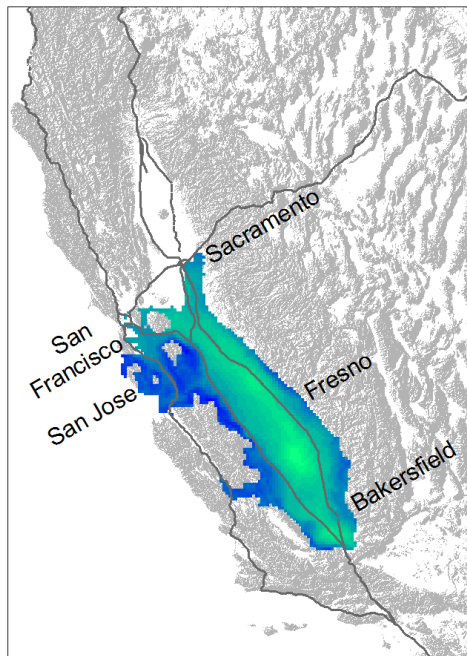 Sacramento
San
Francisco
San Jose
Fresno
Bakersfield